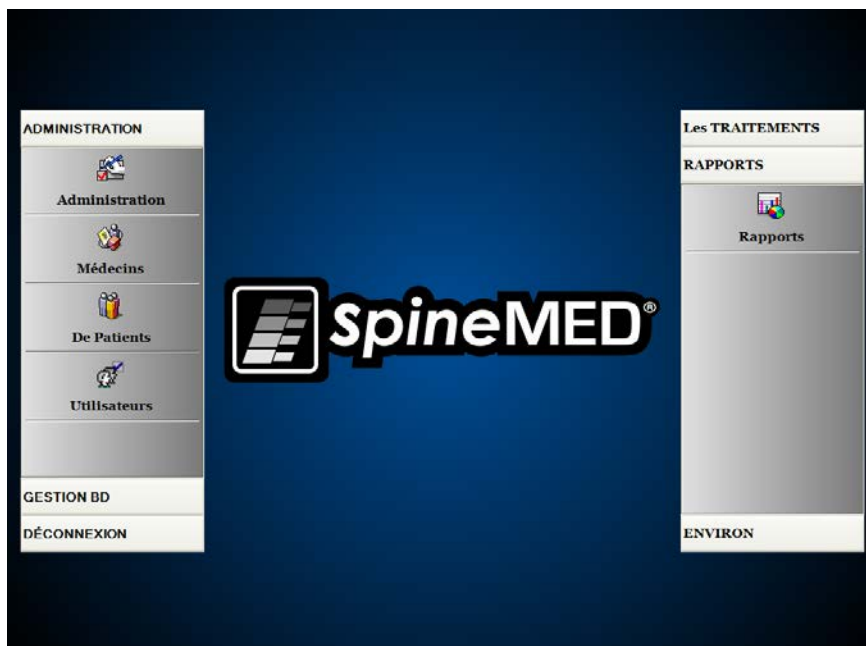 ADMINISTRATION
Administration
Médecins
De Patients
Utilisateurs
GESTION BD
DÉCONNEXION
SpineMED®
Les TRAITEMENTS
RAPPORTS
Rapports
ENVIRON